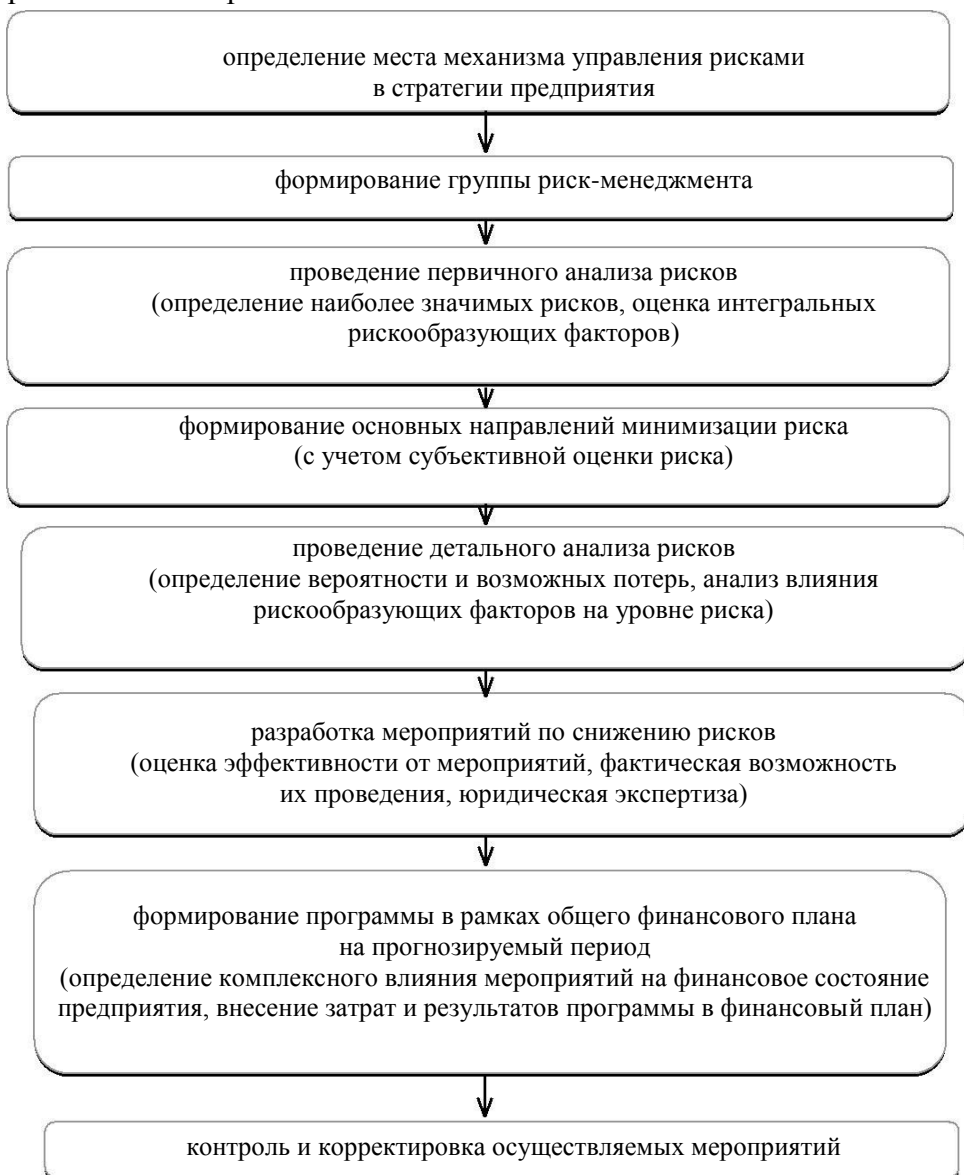 определение места механизма управления рисками
в стратегии предприятия
формирование группы риск-менеджмента
проведение первичного анализа рисков
(определение наиболее значимых рисков, оценка интегральных
рискообразующих факторов)
формирование основных направлений минимизации риска
(с учетом субъективной оценки риска)
проведение детального анализа рисков
(определение вероятности и возможных потерь, анализ влияния
рискообразующих факторов на уровне риска)
разработка мероприятий по снижению рисков
(оценка эффективности от мероприятий, фактическая возможность
их проведения, юридическая экспертиза)
формирование программы в рамках общего финансового плана
на прогнозируемый период
(определение комплексного влияния мероприятий на финансовое состояние
предприятия, внесение затрат и результатов программы в финансовый план)
контроль и корректировка осуществляемых мероприятий